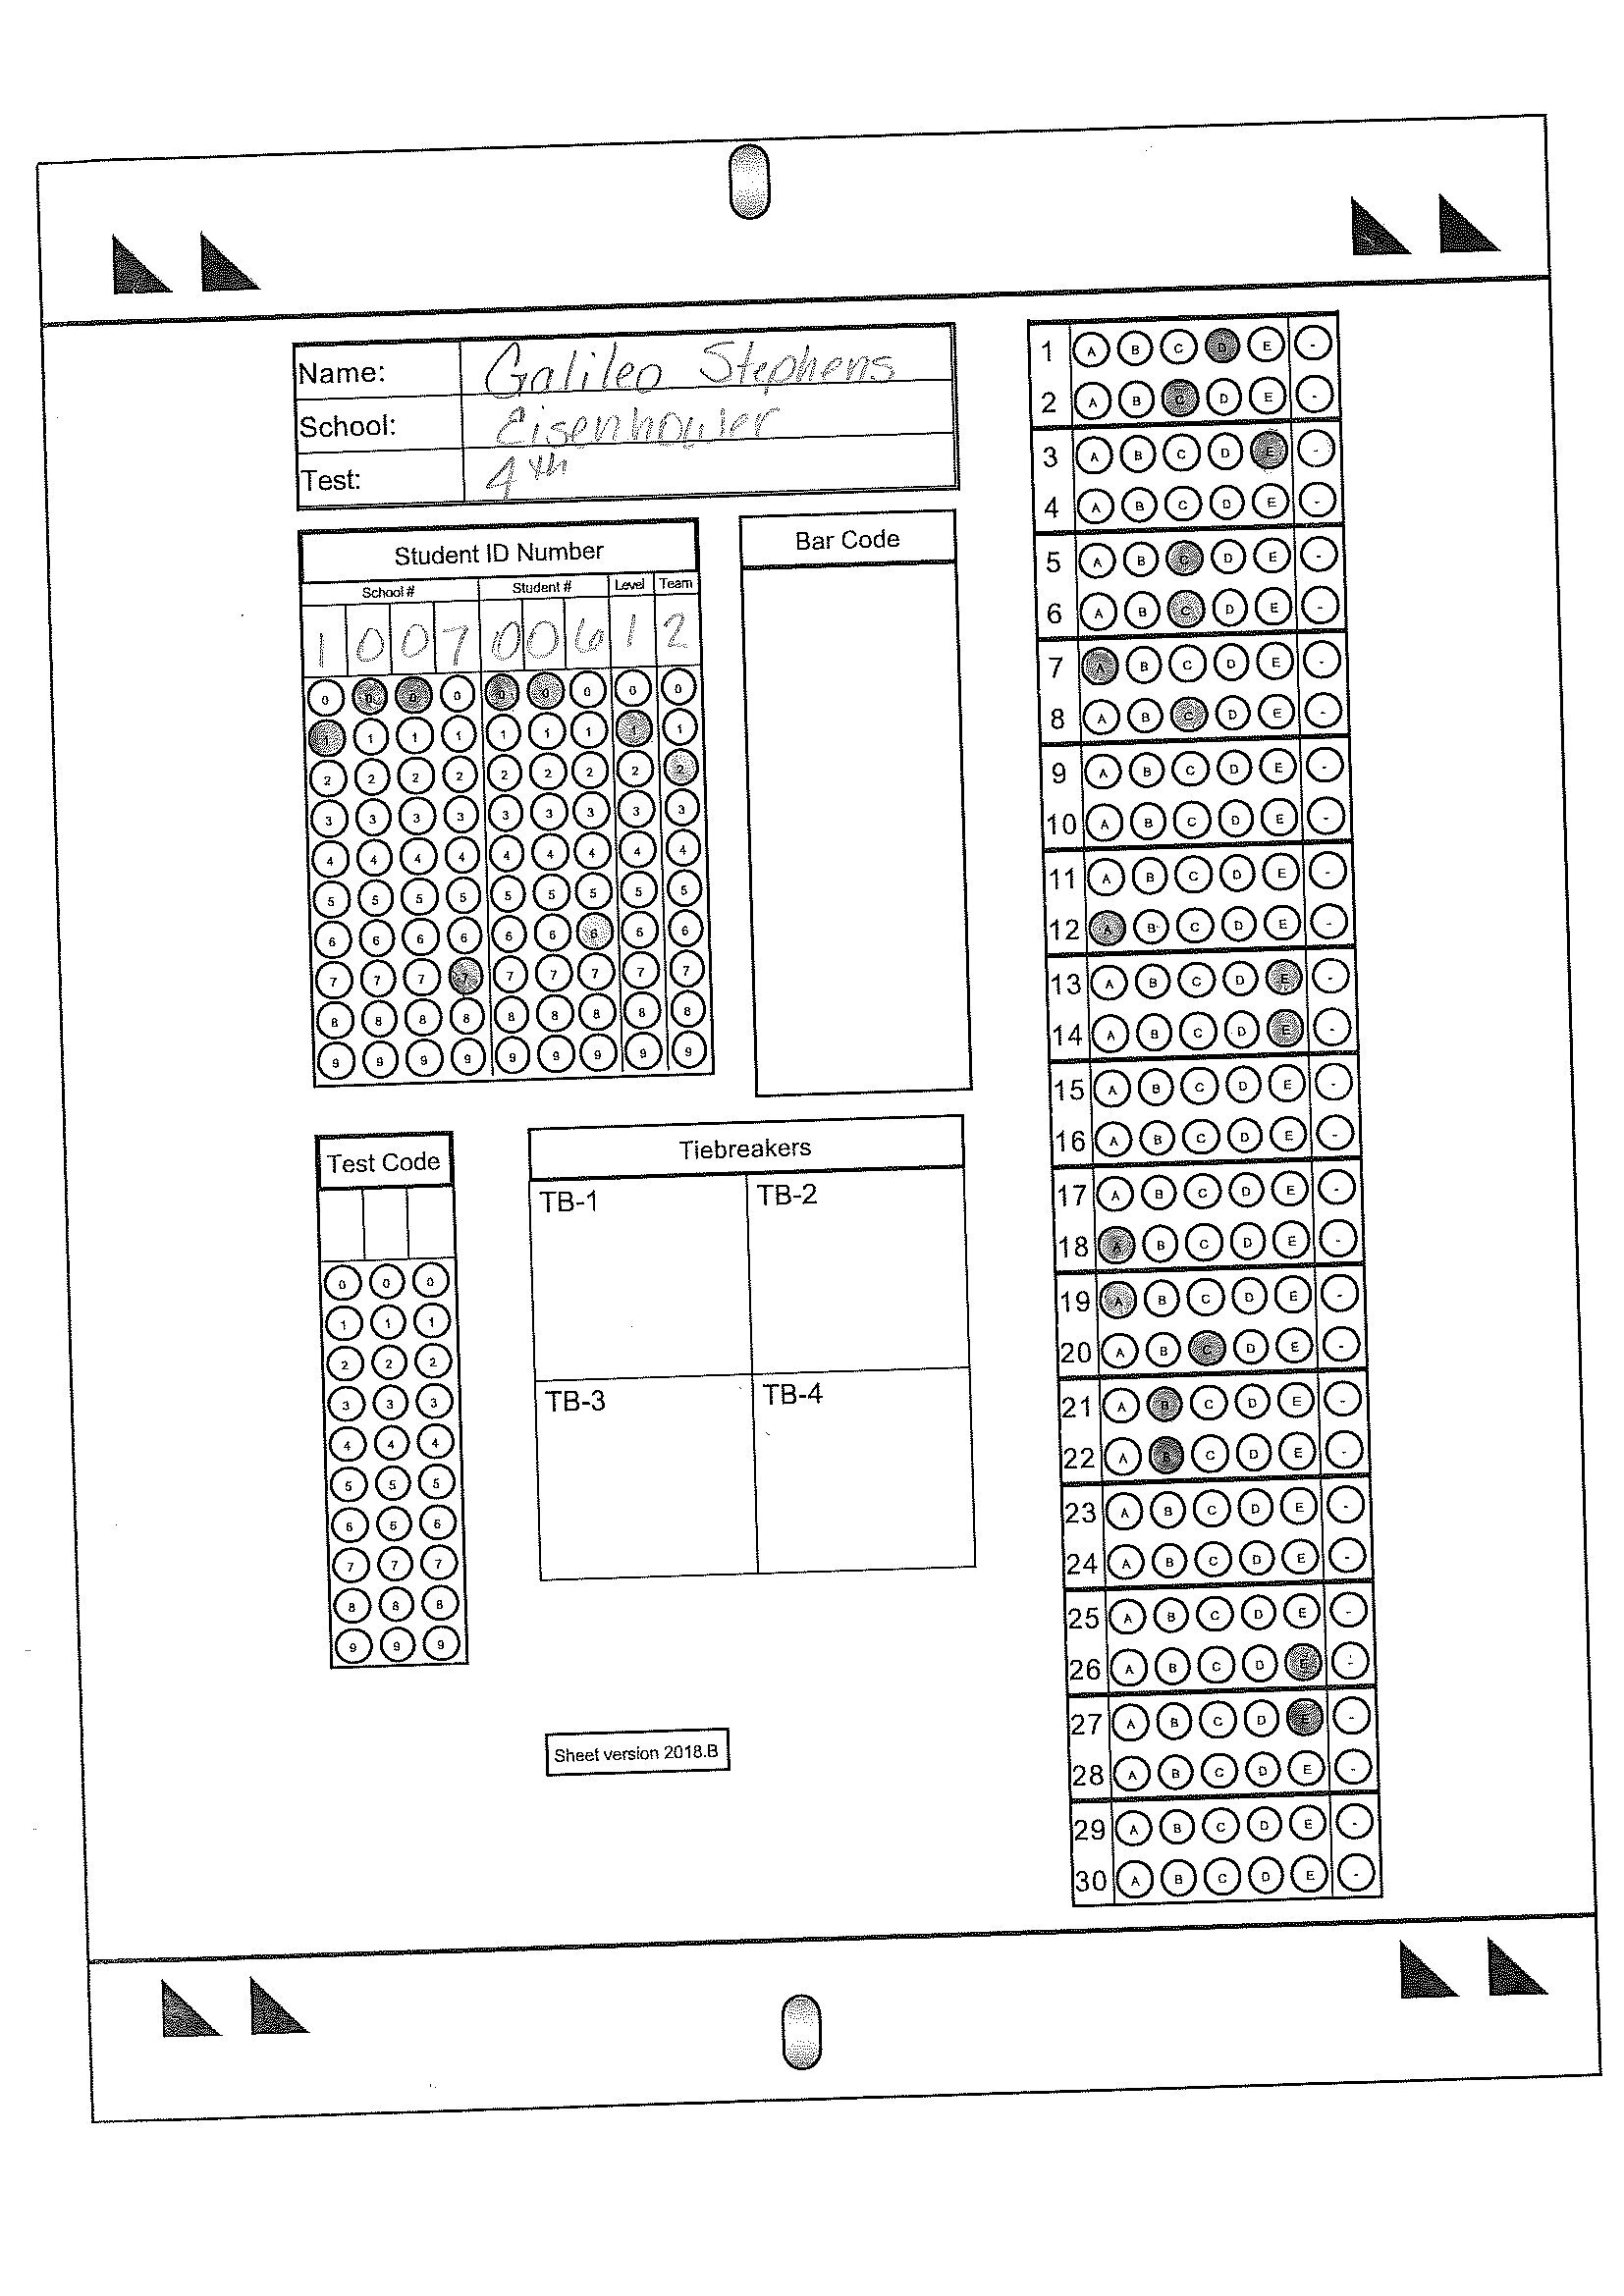 Name: Galileo Stephens
School: Eisenhower
Test: 4th
Student ID Number
School # Student # Level Team
1 0 0 7 0 0 6 1 2
0 0 0 0 0 0 0 0 0
1 1 1 1 1 1 1 1 1
2 2 2 2 2 2 2 2 2
3 3 3 3 3 3 3 3 3
4 4 4 4 4 4 4 4 4
5 5 5 5 5 5 5 5 5
6 6 6 6 6 6 6 6 6
7 7 7 7 7 7 7 7 7
8 8 8 8 8 8 8 8 8
9 9 9 9 9 9 9 9 9
Bar Code
Test Code
0 0 0
1 1 1
2 2 2
3 3 3
4 4 4
5 5 5
6 6 6
7 7 7
8 8 8
9 9 9
Tiebreakers
TB-1 TB-2
TB-3 TB-4
Sheet version 2018.B
1 A B C D E -
2 A B C D E -
3 A B C D E -
4 A B C D E -
5 A B C D E -
6 A B C D E -
7 A B C D E -
8 A B C D E -
9 A B C D E -
10 A B C D E -
11 A B C D E -
12 A B C D E -
13 A B C D E -
14 A B C D E -
15 A B C D E -
16 A B C D E -
17 A B C D E -
18 A B C D E -
19 A B C D E -
20 A B C D E -
21 A B C D E -
22 A B C D E -
23 A B C D E -
24 A B C D E -
25 A B C D E -
26 A B C D E -
27 A B C D E -
28 A B C D E -
29 A B C D E -
30 A B C D E -